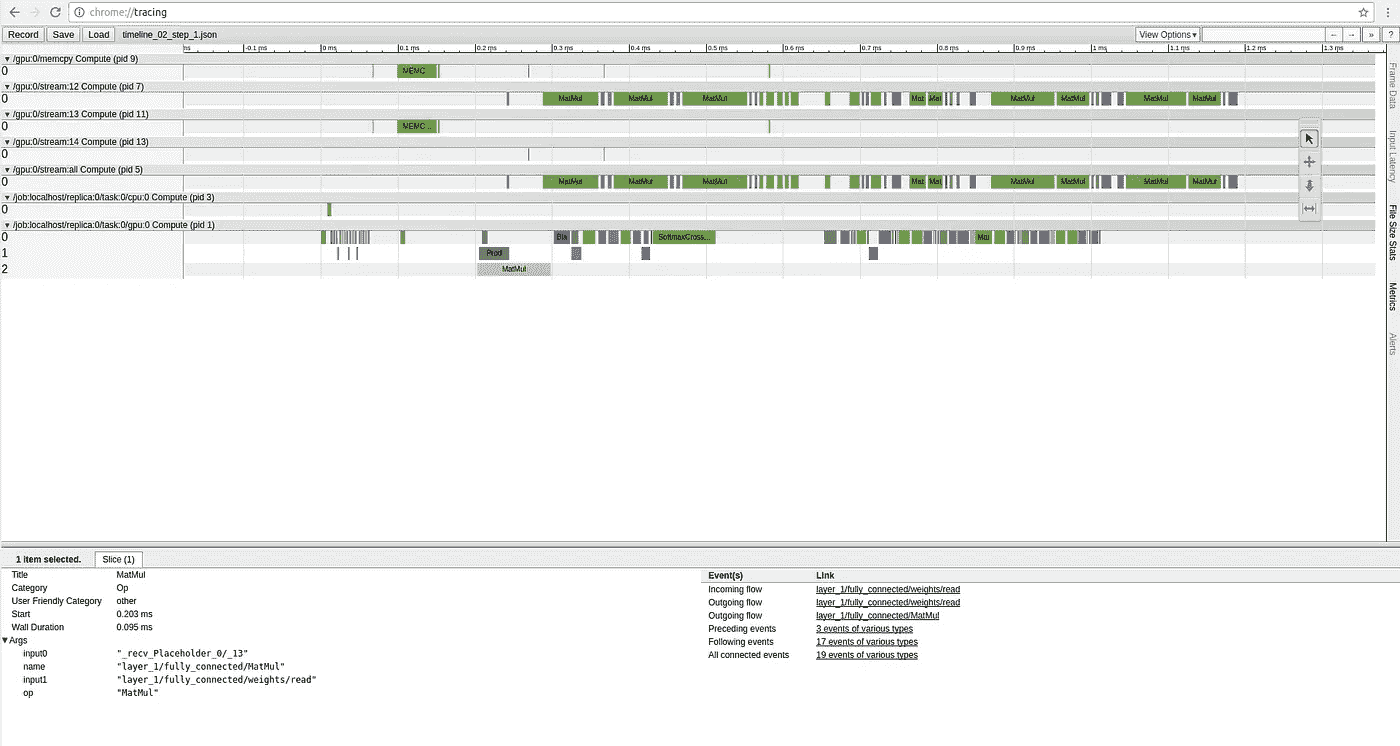 chrome://tracing
Record Save Load timeline_02_step_1.json View Options ▾ ← → » ?
-0.1 ms 0 ms 0.1 ms 0.2 ms 0.3 ms 0.4 ms 0.5 ms 0.6 ms 0.7 ms 0.8 ms 0.9 ms 1 ms 1.1 ms 1.2 ms 1.3 ms
▼ /gpu:0/memcpy Compute (pid 9)
0 MEMC
▼ /gpu:0/stream:12 Compute (pid 7)
0 MatMul MatMul MatMul Mat Mat MatMul MatMul MatMul MatMul
▼ /gpu:0/stream:13 Compute (pid 11)
0 MEMC...
▼ /gpu:0/stream:14 Compute (pid 13)
0
▼ /gpu:0/stream:all Compute (pid 5)
0 MatMul MatMul MatMul Mat Mat MatMul MatMul MatMul MatMul
▼ /job:localhost/replica:0/task:0/cpu:0 Compute (pid 3)
0
▼ /job:localhost/replica:0/task:0/gpu:0 Compute (pid 1)
0 Bia SoftmaxCross... Mat
1 Prod
2 MatMul
Frame Data
Input Latency
File Size Stats
Metrics
Alerts
1 item selected. Slice (1)
Title MatMul
Category Op
User Friendly Category other
Start 0.203 ms
Wall Duration 0.095 ms
▼Args
input0 "_recv_Placeholder_0/_13"
name "layer_1/fully_connected/MatMul"
input1 "layer_1/fully_connected/weights/read"
op "MatMul"
Event(s) Link
Incoming flow layer_1/fully_connected/weights/read
Outgoing flow layer_1/fully_connected/weights/read
Outgoing flow layer_1/fully_connected/MatMul
Preceding events 3 events of various types
Following events 17 events of various types
All connected events 19 events of various types